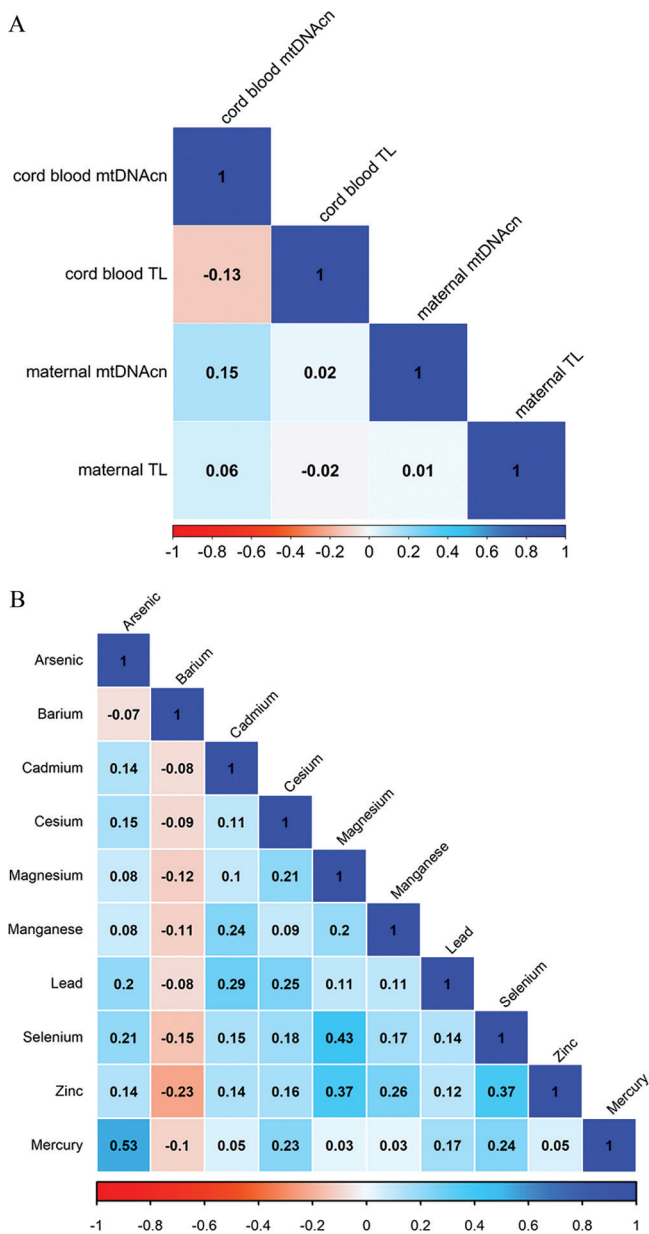 A
cord blood mtDNAcn
cord blood TL
maternal mtDNAcn
maternal TL
cord blood mtDNAcn 1
cord blood TL -0.13 1
maternal mtDNAcn 0.15 0.02 1
maternal TL 0.06 -0.02 0.01 1
-1 -0.8 -0.6 -0.4 -0.2 0 0.2 0.4 0.6 0.8 1
B
Arsenic
Barium
Cadmium
Cesium
Magnesium
Manganese
Lead
Selenium
Zinc
Mercury
Arsenic 1
Barium -0.07 1
Cadmium 0.14 -0.08 1
Cesium 0.15 -0.09 0.11 1
Magnesium 0.08 -0.12 0.1 0.21 1
Manganese 0.08 -0.11 0.24 0.09 0.2 1
Lead 0.2 -0.08 0.29 0.25 0.11 0.11 1
Selenium 0.21 -0.15 0.15 0.18 0.43 0.17 0.14 1
Zinc 0.14 -0.23 0.14 0.16 0.37 0.26 0.12 0.37 1
Mercury 0.53 -0.1 0.05 0.23 0.03 0.03 0.17 0.24 0.05 1
-1 -0.8 -0.6 -0.4 -0.2 0 0.2 0.4 0.6 0.8 1